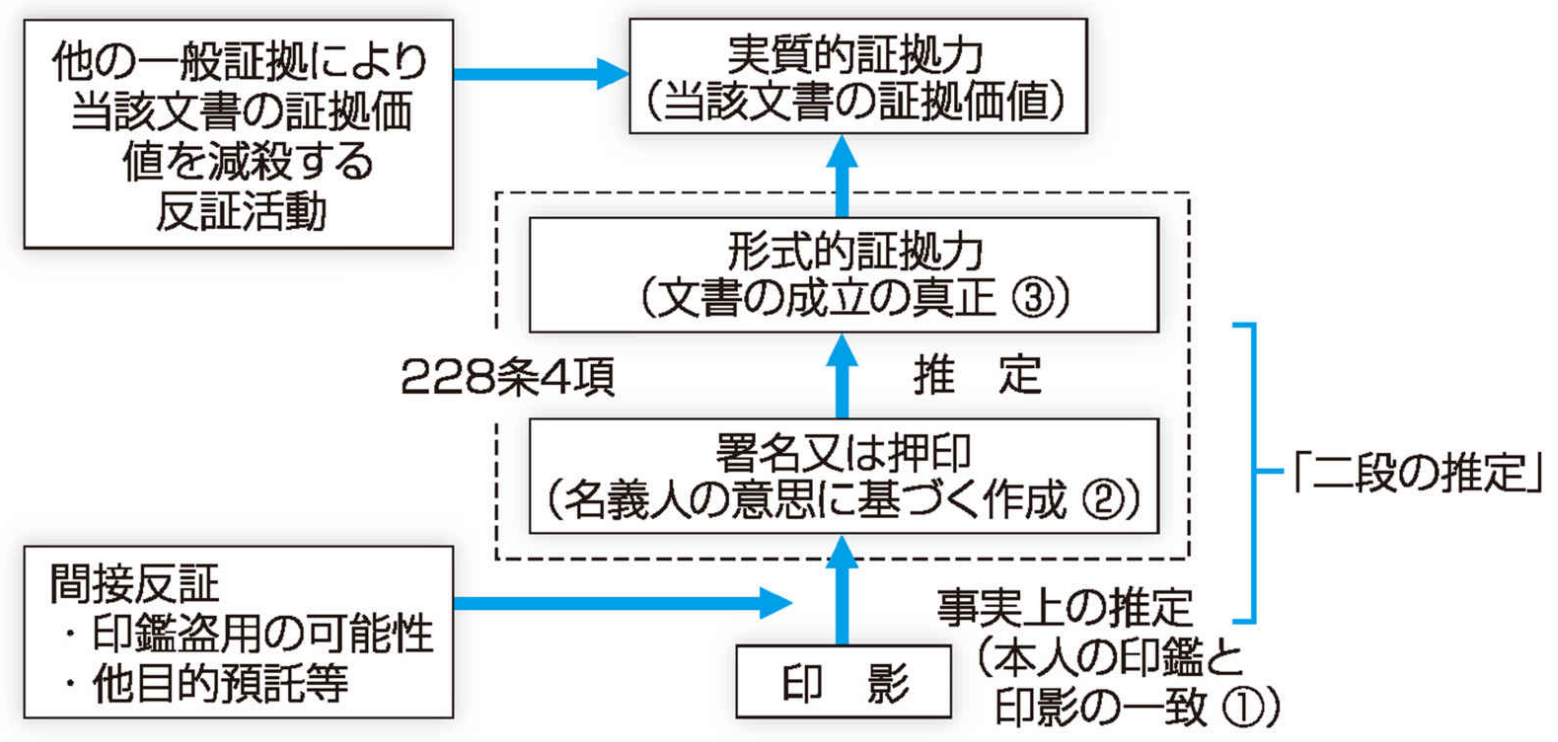 他の一般証拠により
当該文書の証拠価
値を減殺する
反証活動
実質的証拠力
（当該文書の証拠価値）
形式的証拠力
（文書の成立の真正 ③）
228条4項
推　定
署名又は押印
（名義人の意思に基づく作成 ②）
「二段の推定」
間接反証
・印鑑盗用の可能性
・他目的預託等
印　影
事実上の推定
（本人の印鑑と
印影の一致 ①）